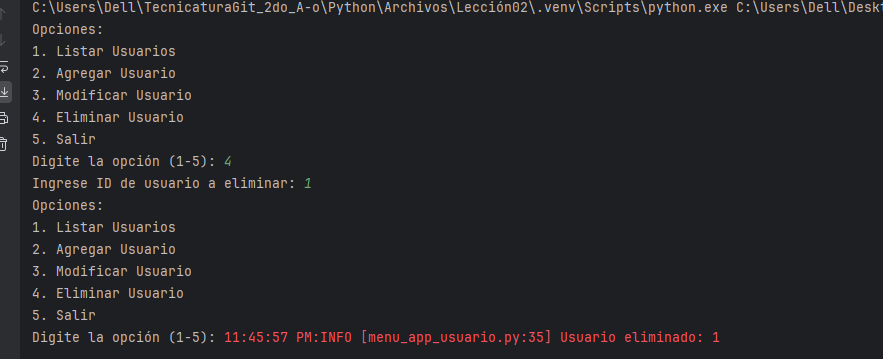 C:\Users\Dell\TecnicaturaGit_2do_A-o\Python\Archivos\Lección02\.venv\Scripts\python.exe C:\Users\Dell\Deskt
Opciones:
1. Listar Usuarios
2. Agregar Usuario
3. Modificar Usuario
4. Eliminar Usuario
5. Salir
Digite la opción (1-5): 4
Ingrese ID de usuario a eliminar: 1
Opciones:
1. Listar Usuarios
2. Agregar Usuario
3. Modificar Usuario
4. Eliminar Usuario
5. Salir
Digite la opción (1-5): 11:45:57 PM:INFO [menu_app_usuario.py:35] Usuario eliminado: 1